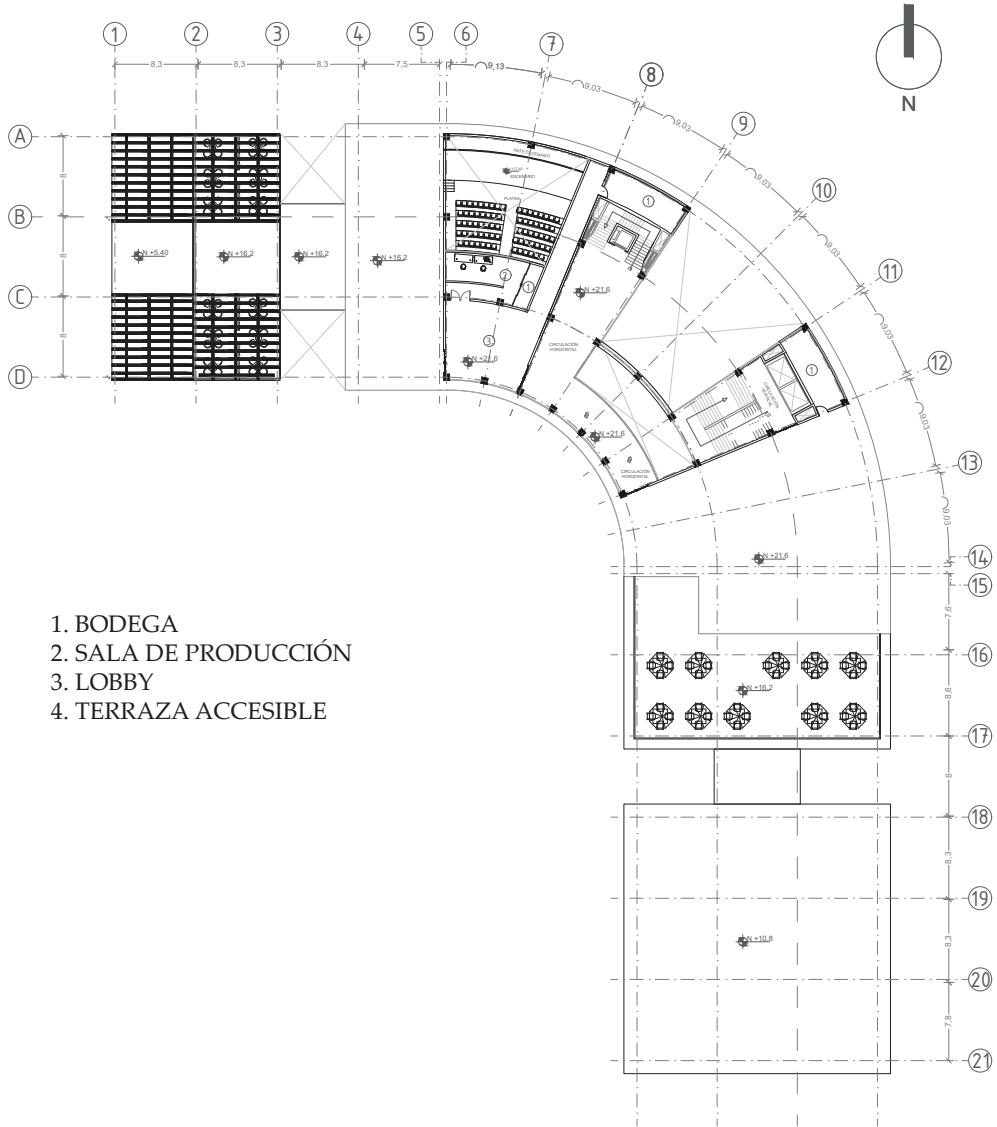 1 2 3 4 5 6 7 8 9 10 11 12 13 14 15 16 17 18 19 20 21
8,3 8,3 8,3 7,5 9,13 9,03 9,03 9,03 9,03 9,03 9,03 9,03
N
A
B
C
D
8
8
8
ANTE ESCENARIO
ESCENARIO
PLATEA
1
2
1
3
N +5.40
N +16,2
N +16,2
N +16,2
N +21,6
N +21,6
CIRCULACIÓN
HORIZONTAL
CIRCULACIÓN
VERTICAL
1
N +21,6
CIRCULACIÓN
HORIZONTAL
N +21,6
7,6
N +16,2
8,6
8
8,3
N +10,8
8,3
7,8
1. BODEGA
2. SALA DE PRODUCCIÓN
3. LOBBY
4. TERRAZA ACCESIBLE